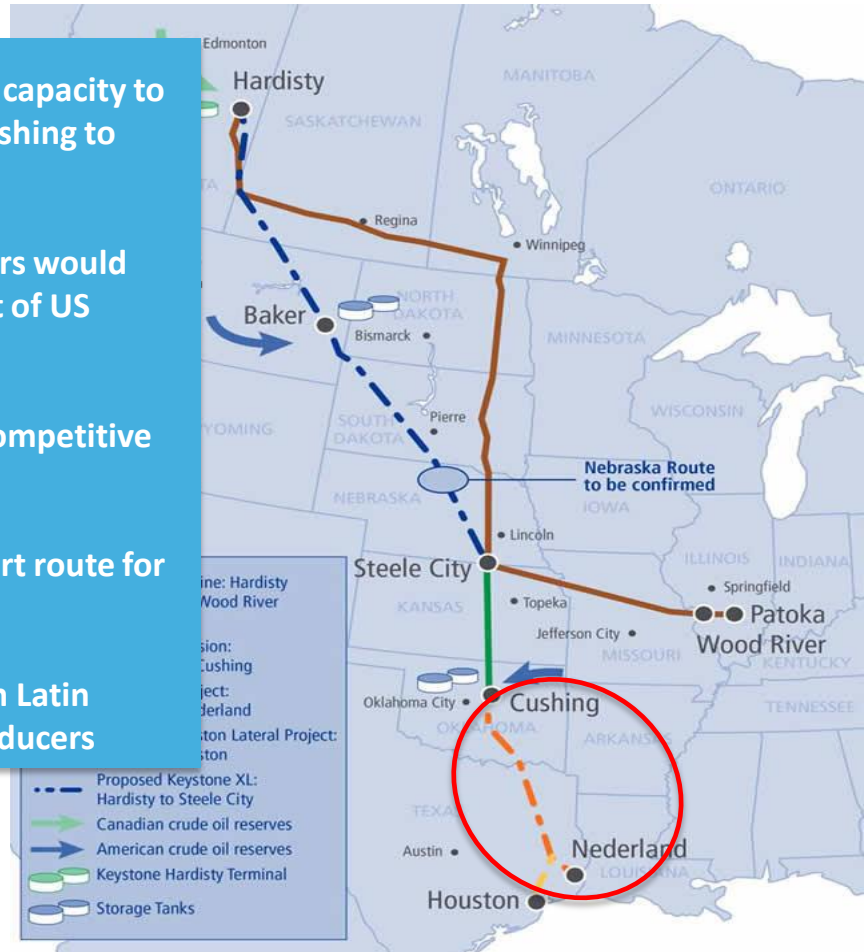 capacity to
shing to
rs would
t of US
ompetitive
rt route for
n Latin
ducers
Edmonton
Hardisty
MANITOBA
SASKATCHEWAN
TA
ONTARIO
Regina
Winnipeg
NORTH
DAKOTA
Baker
Bismarck
MINNESOTA
SOUTH
DAKOTA
Pierre
WISCONSIN
YOMING
Nebraska Route
to be confirmed
NEBRASKA
IOWA
Lincoln
Steele City
ILLINOIS
INDIANA
Springfield
KANSAS
Topeka
Patoka
Wood River
Jefferson City
MISSOURI
KENTUCKY
Oklahoma City
Cushing
OKLAHOMA
ARKANSA
TENNESSEE
TEXA
Austin
Nederland
LOUISIANA
Houston
ine: Hardisty
Wood River
sion:
Cushing
ject:
derland
ston Lateral Project:
ston
Proposed Keystone XL:
Hardisty to Steele City
Canadian crude oil reserves
American crude oil reserves
Keystone Hardisty Terminal
Storage Tanks